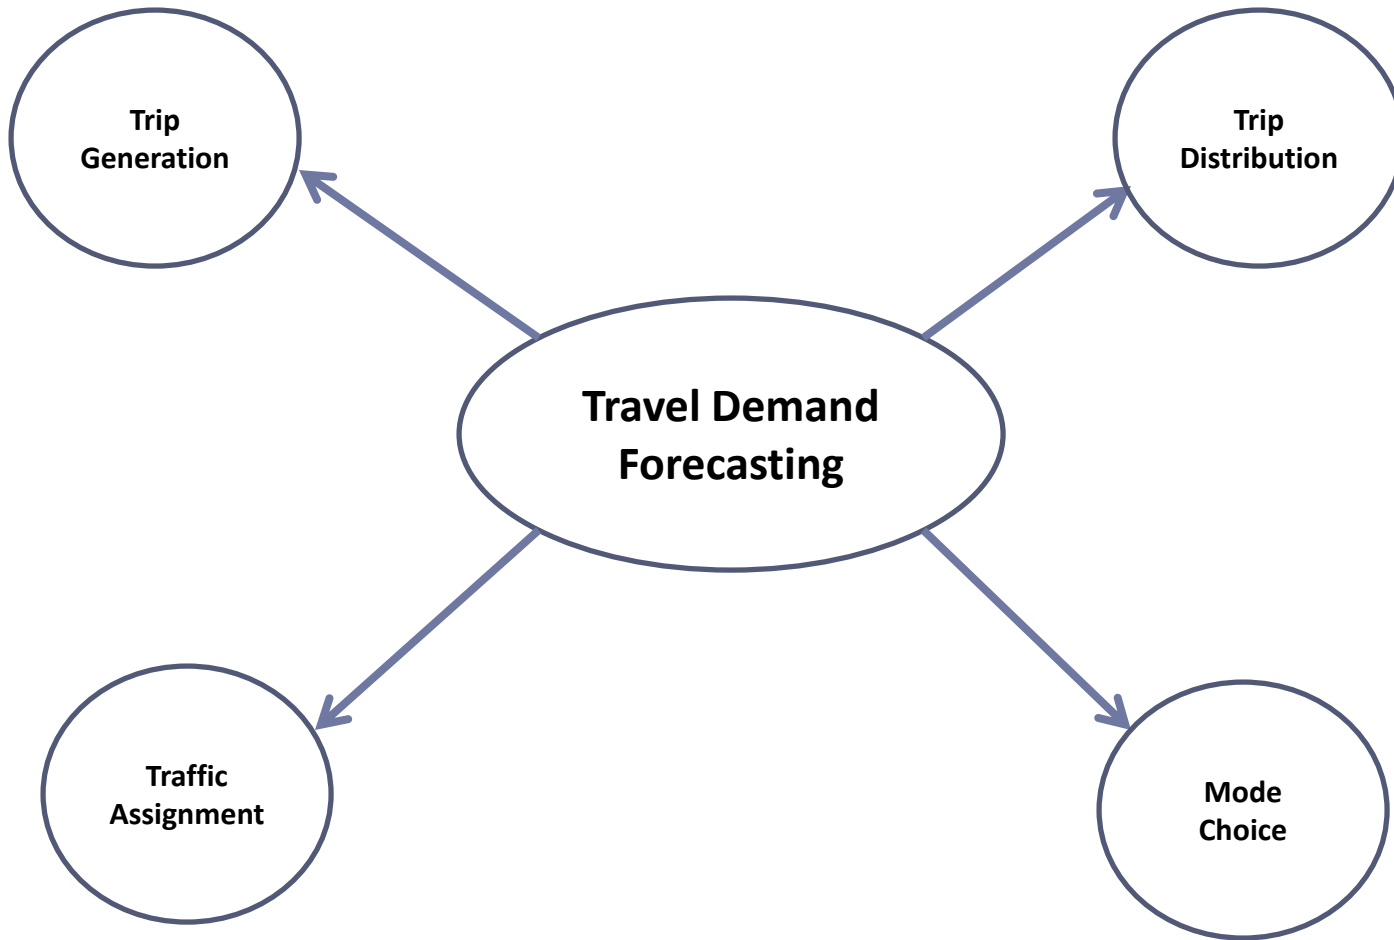 Trip
Generation
Trip
Distribution
Travel Demand
Forecasting
Traffic
Assignment
Mode
Choice